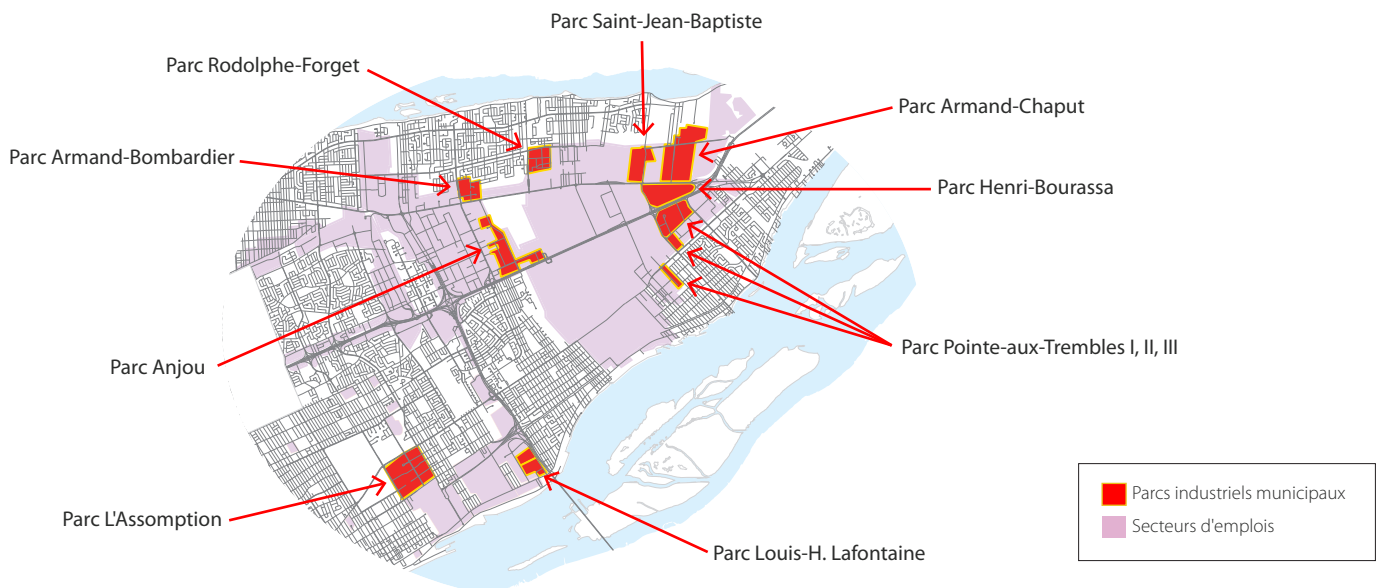 Parc Saint-Jean-Baptiste
Parc Rodolphe-Forget
Parc Armand-Chaput
Parc Armand-Bombardier
Parc Henri-Bourassa
Parc Anjou
Parc Pointe-aux-Trembles I, II, III
Parc L'Assomption
Parc Louis-H. Lafontaine
Parcs industriels municipaux
Secteurs d'emplois